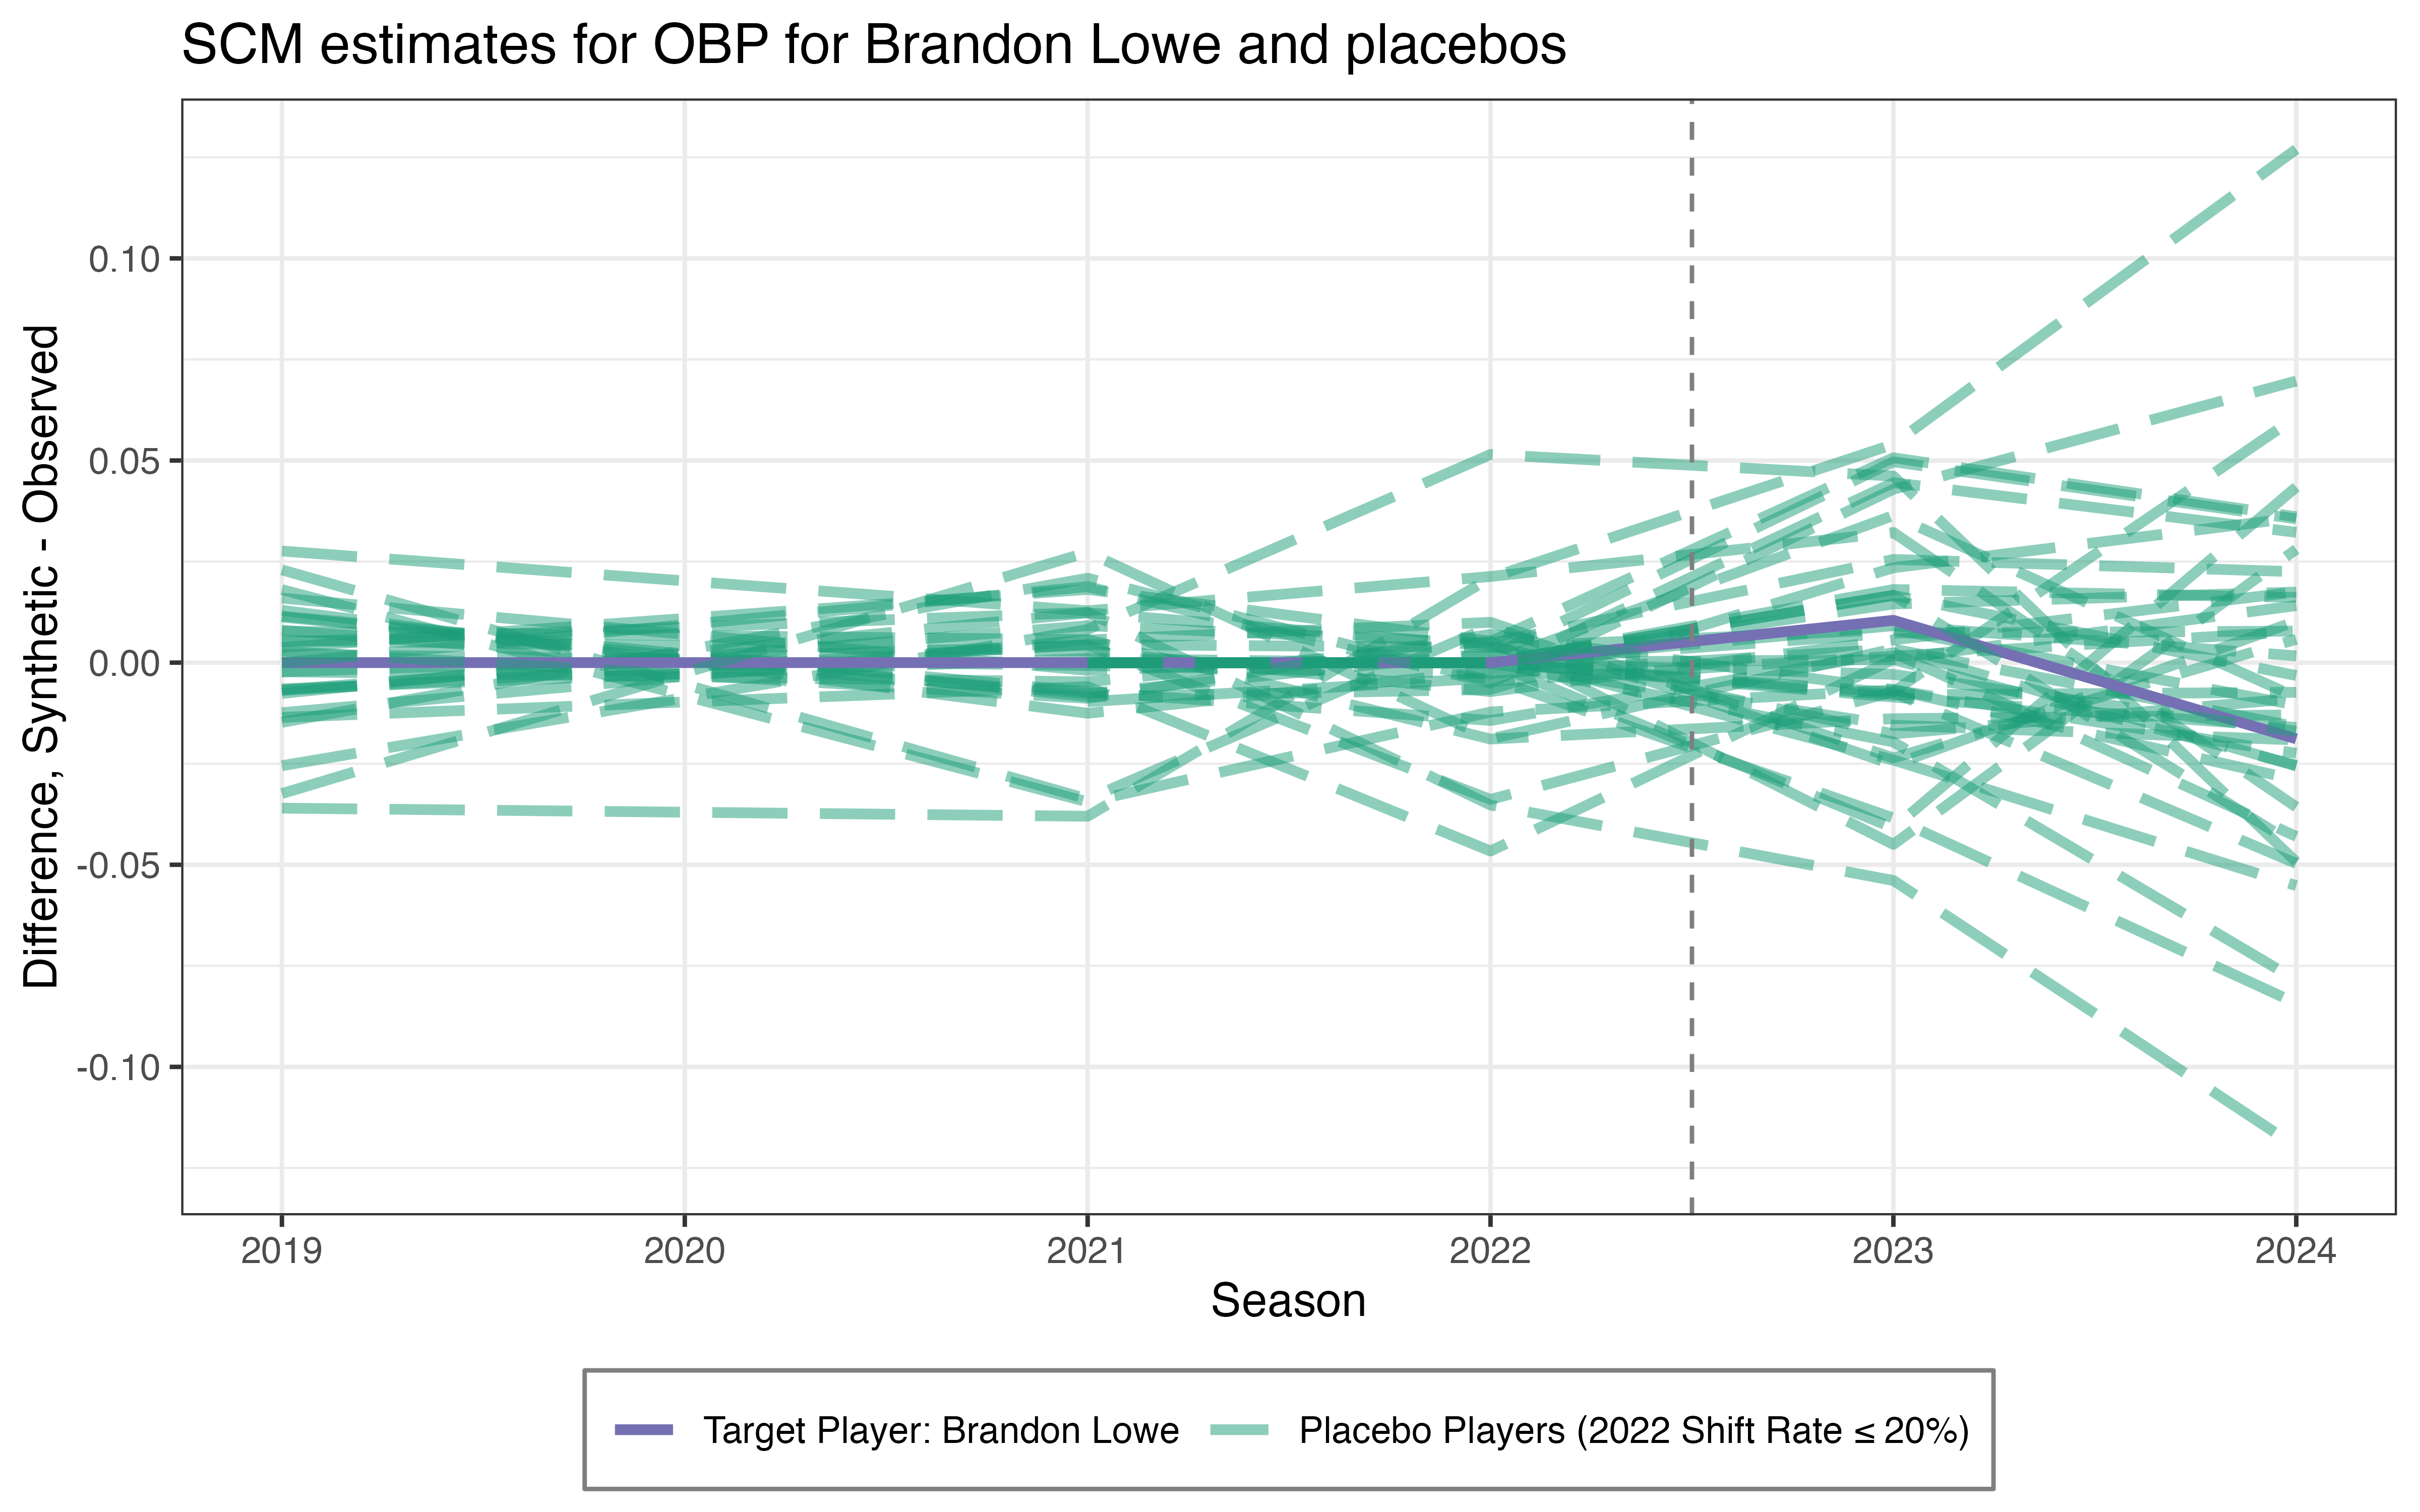 SCM estimates for OBP for Brandon Lowe and placebos
Difference, Synthetic - Observed
0.10
0.05
0.00
-0.05
-0.10
2019 2020 2021 2022 2023 2024
Season
Target Player: Brandon Lowe Placebo Players (2022 Shift Rate ≤ 20%)